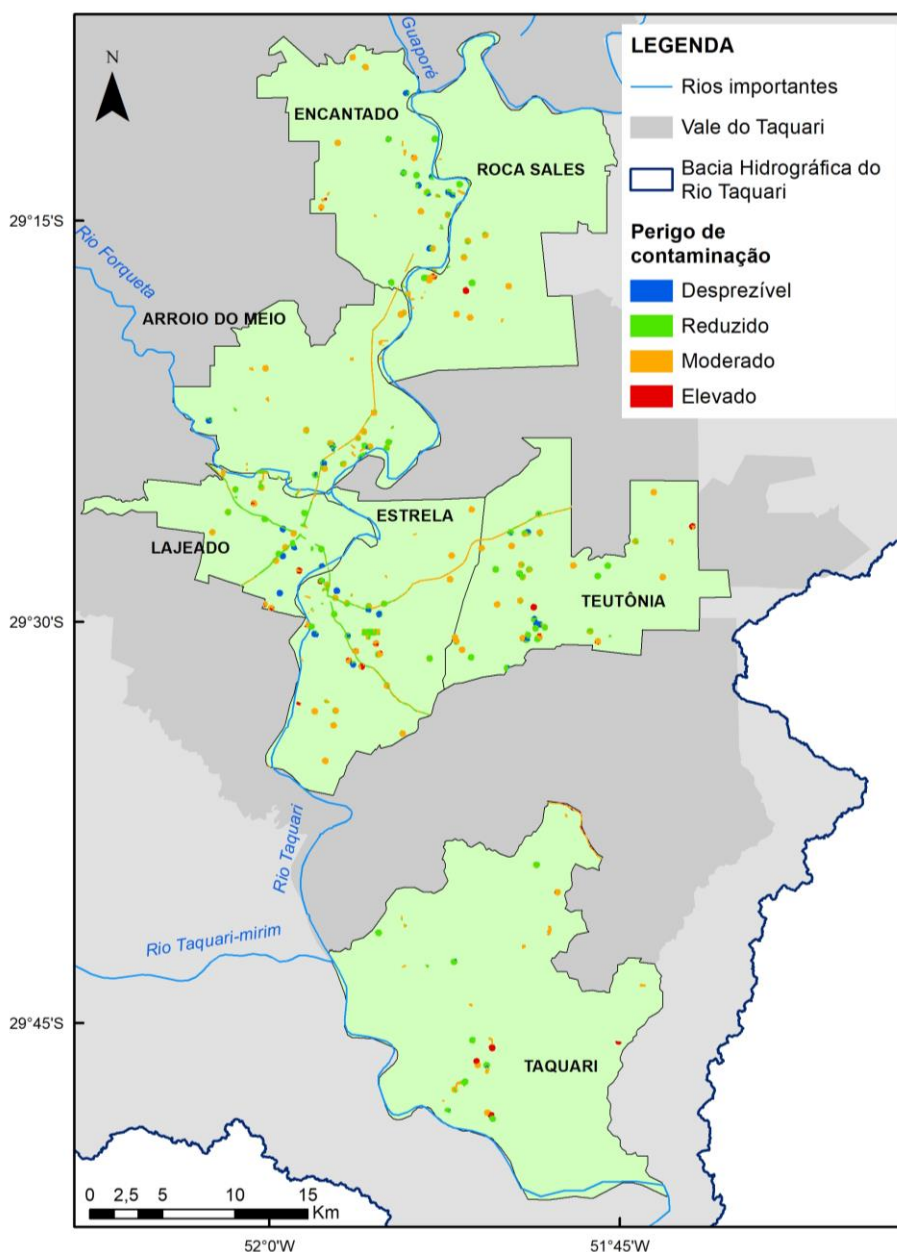 N
Guaporé
ENCANTADO
ROCA SALES
29°15'S
Rio Forqueta
ARROIO DO MEIO
ESTRELA
LAJEADO
TEUTÔNIA
29°30'S
Rio Taquari
Rio Taquari-mirim
29°45'S
TAQUARI
0 2,5 5 10 15
Km
52°0'W
51°45'W
LEGENDA
Rios importantes
Vale do Taquari
Bacia Hidrográfica do
Rio Taquari
Perigo de
contaminação
Desprezível
Reduzido
Moderado
Elevado